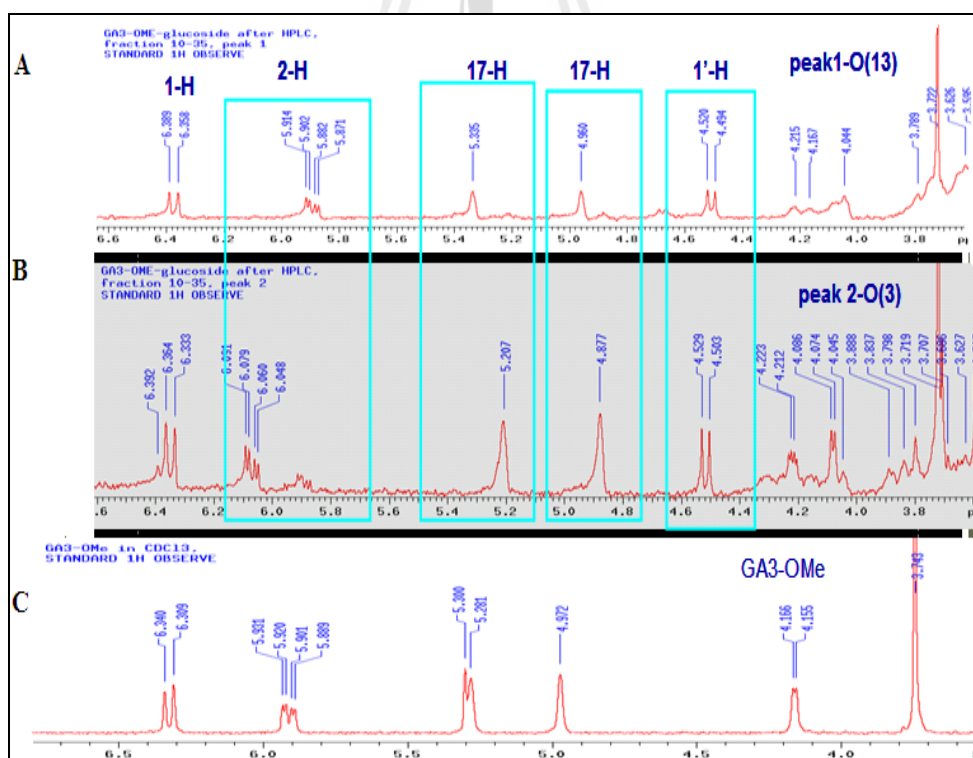 A
GA3-OME-glucoside after HPLC,
fraction 10-35, peak 1
STANDARD 1H OBSERVE
1-H
2-H
17-H
17-H
1'-H
peak1-O(13)
6.389
6.358
5.914
5.902
5.882
5.871
5.335
4.960
4.520
4.494
4.215
4.167
4.044
3.789
3.722
3.626
6.6 6.4 6.2 6.0 5.8 5.6 5.4 5.2 5.0 4.8 4.6 4.4 4.2 4.0 3.8
B
GA3-OME-glucoside after HPLC,
fraction 10-35, peak 2
STANDARD 1H OBSERVE
peak 2-O(3)
6.392
6.364
6.333
6.091
6.079
6.060
6.048
5.207
4.877
4.529
4.503
4.223
4.212
4.086
4.074
4.045
3.888
3.837
3.798
3.719
3.707
3.627
6.6 6.4 6.2 6.0 5.8 5.6 5.4 5.2 5.0 4.8 4.6 4.4 4.2 4.0 3.8
C
GA3-OMe in CDCl3,
STANDARD 1H OBSERVE
GA3-OMe
6.340
6.309
5.931
5.920
5.901
5.889
5.300
5.281
4.972
4.166
4.155
3.743
6.5 6.0 5.5 5.0 4.5 4.0